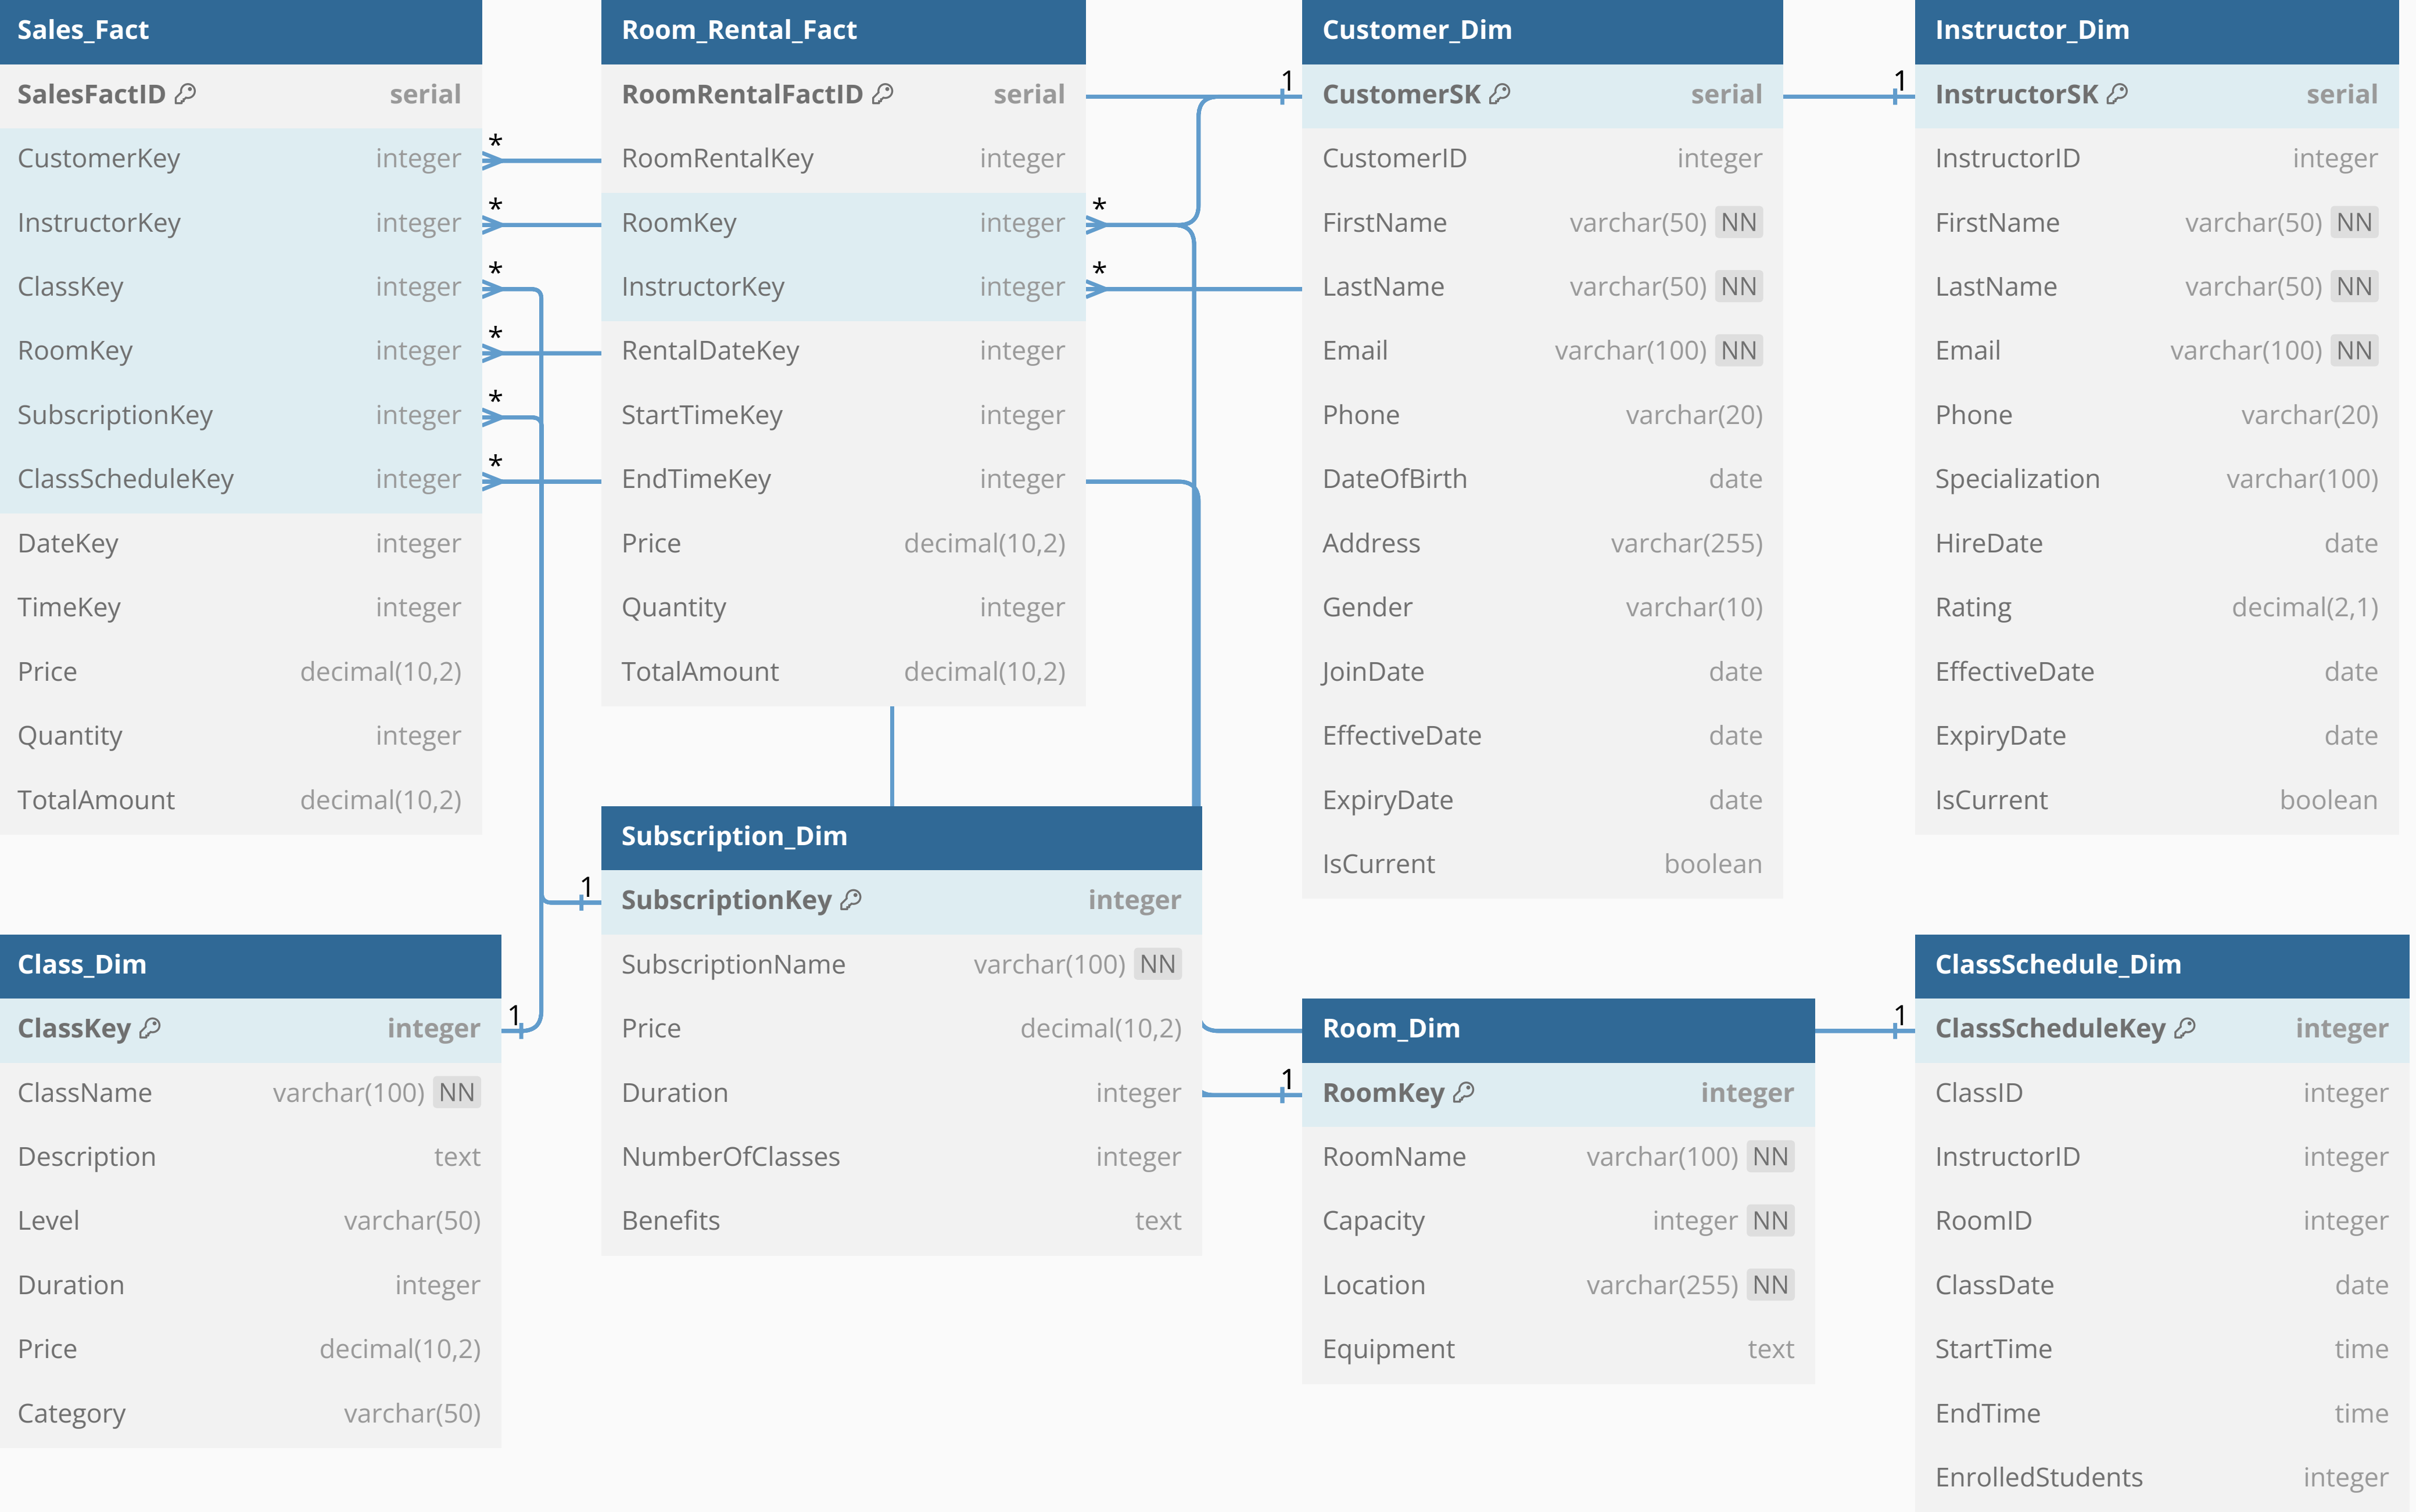 Sales_Fact
SalesFactID serial
CustomerKey integer *
InstructorKey integer *
ClassKey integer *
RoomKey integer *
SubscriptionKey integer *
ClassScheduleKey integer *
DateKey integer
TimeKey integer
Price decimal(10,2)
Quantity integer
TotalAmount decimal(10,2)
Room_Rental_Fact
RoomRentalFactID serial
RoomRentalKey integer
RoomKey integer *
InstructorKey integer *
RentalDateKey integer
StartTimeKey integer
EndTimeKey integer
Price decimal(10,2)
Quantity integer
TotalAmount decimal(10,2)
Customer_Dim
1 CustomerSK serial
CustomerID integer
FirstName varchar(50) NN
LastName varchar(50) NN
Email varchar(100) NN
Phone varchar(20)
DateOfBirth date
Address varchar(255)
Gender varchar(10)
JoinDate date
EffectiveDate date
ExpiryDate date
IsCurrent boolean
Instructor_Dim
1 InstructorSK serial
InstructorID integer
FirstName varchar(50) NN
LastName varchar(50) NN
Email varchar(100) NN
Phone varchar(20)
Specialization varchar(100)
HireDate date
Rating decimal(2,1)
EffectiveDate date
ExpiryDate date
IsCurrent boolean
Class_Dim
ClassKey integer 1
ClassName varchar(100) NN
Description text
Level varchar(50)
Duration integer
Price decimal(10,2)
Category varchar(50)
Subscription_Dim
1 SubscriptionKey integer
SubscriptionName varchar(100) NN
Price decimal(10,2)
Duration integer
NumberOfClasses integer
Benefits text
Room_Dim
1 RoomKey integer
RoomName varchar(100) NN
Capacity integer NN
Location varchar(255) NN
Equipment text
ClassSchedule_Dim
1 ClassScheduleKey integer
ClassID integer
InstructorID integer
RoomID integer
ClassDate date
StartTime time
EndTime time
EnrolledStudents integer